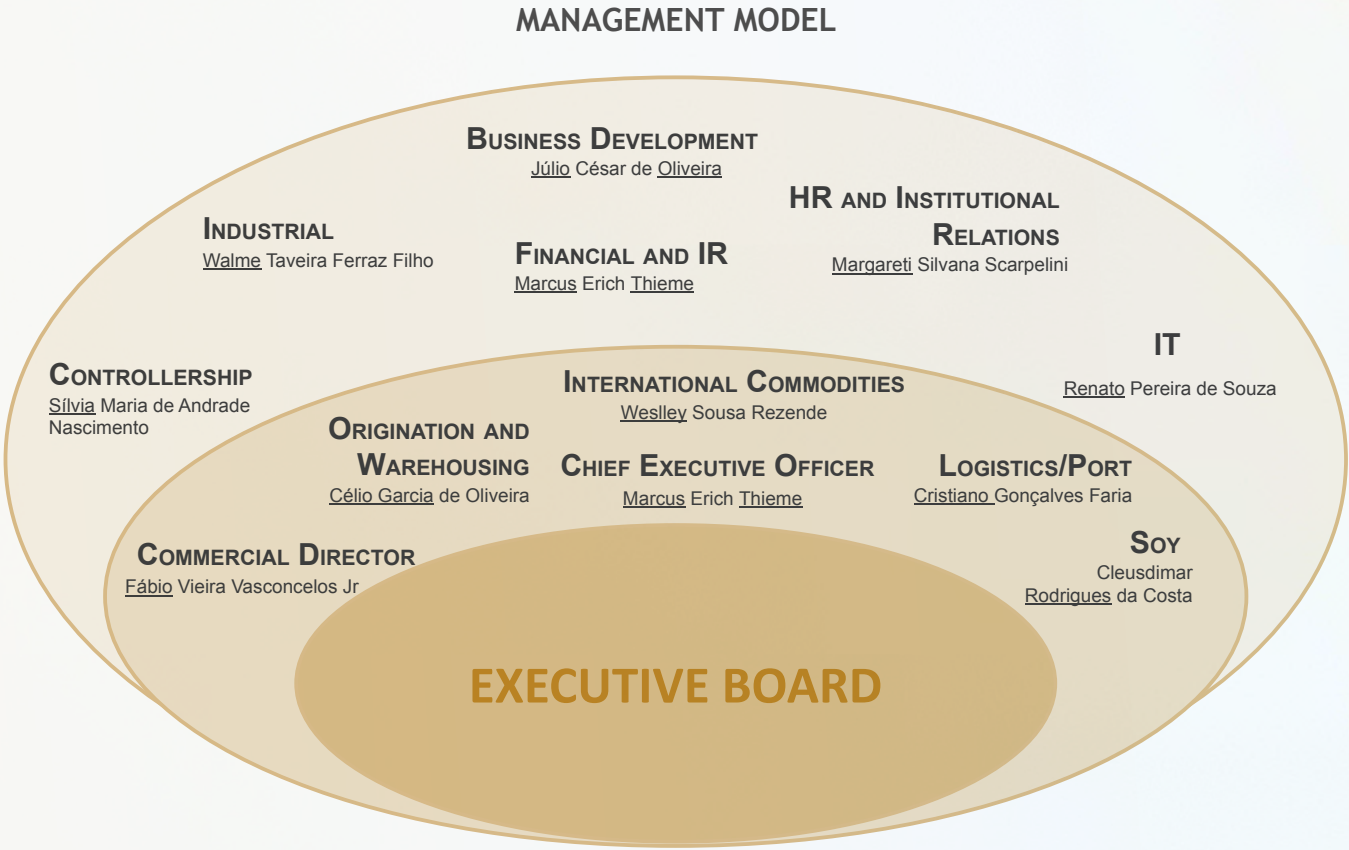 MANAGEMENT MODEL
BUSINESS DEVELOPMENT
Júlio César de Oliveira
HR AND INSTITUTIONAL
RELATIONS
Margareti Silvana Scarpelini
INDUSTRIAL
Walme Taveira Ferraz Filho
FINANCIAL AND IR
Marcus Erich Thieme
IT
Renato Pereira de Souza
CONTROLLERSHIP
Sílvia Maria de Andrade
Nascimento
INTERNATIONAL COMMODITIES
Weslley Sousa Rezende
ORIGINATION AND
WAREHOUSING
Célio Garcia de Oliveira
CHIEF EXECUTIVE OFFICER
Marcus Erich Thieme
LOGISTICS/PORT
Cristiano Gonçalves Faria
COMMERCIAL DIRECTOR
Fábio Vieira Vasconcelos Jr
SOY
Cleusdimar
Rodrigues da Costa
EXECUTIVE BOARD